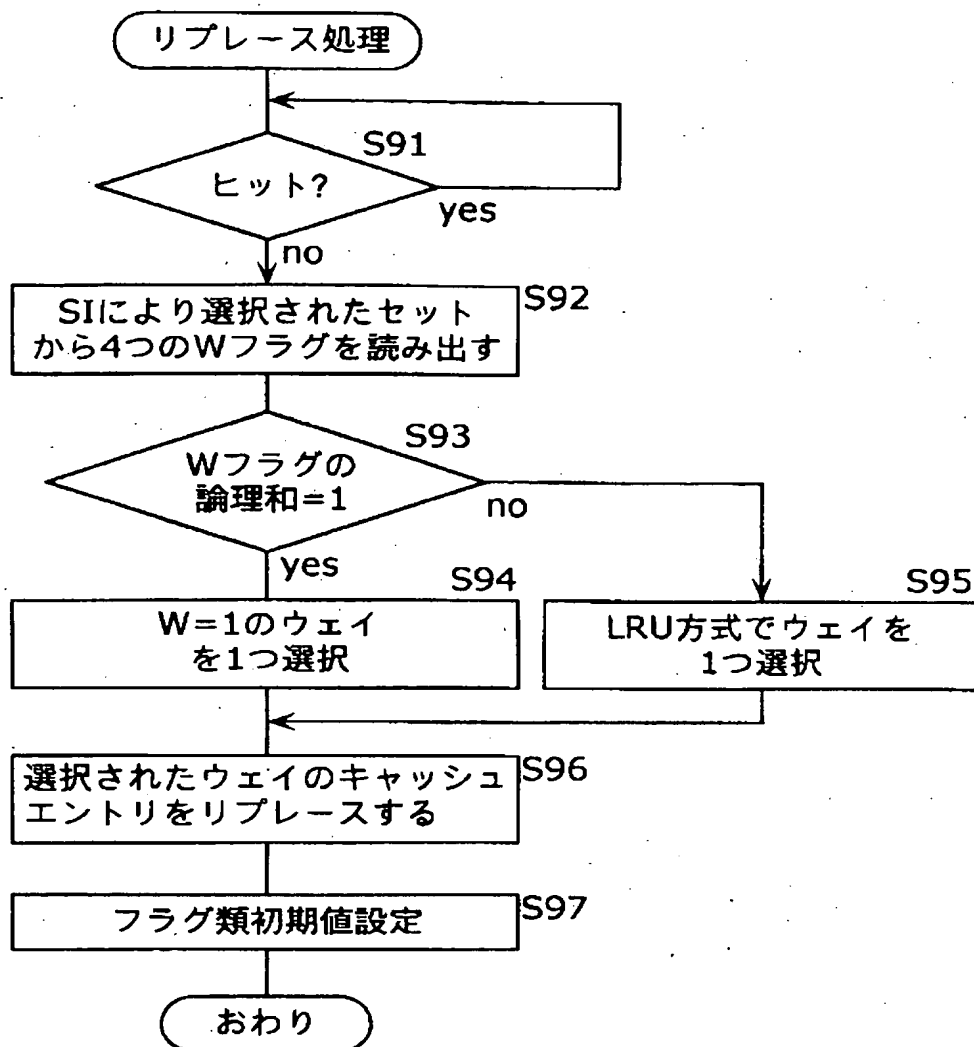 リプレース処理
S91
ヒット?
yes
no
S92
SIにより選択されたセット
から4つのWフラグを読み出す
S93
Wフラグの
論理和=1
no
yes
S94
W=1のウェイ
を1つ選択
S95
LRU方式でウェイを
1つ選択
S96
選択されたウェイのキャッシュ
エントリをリプレースする
S97
フラグ類初期値設定
おわり